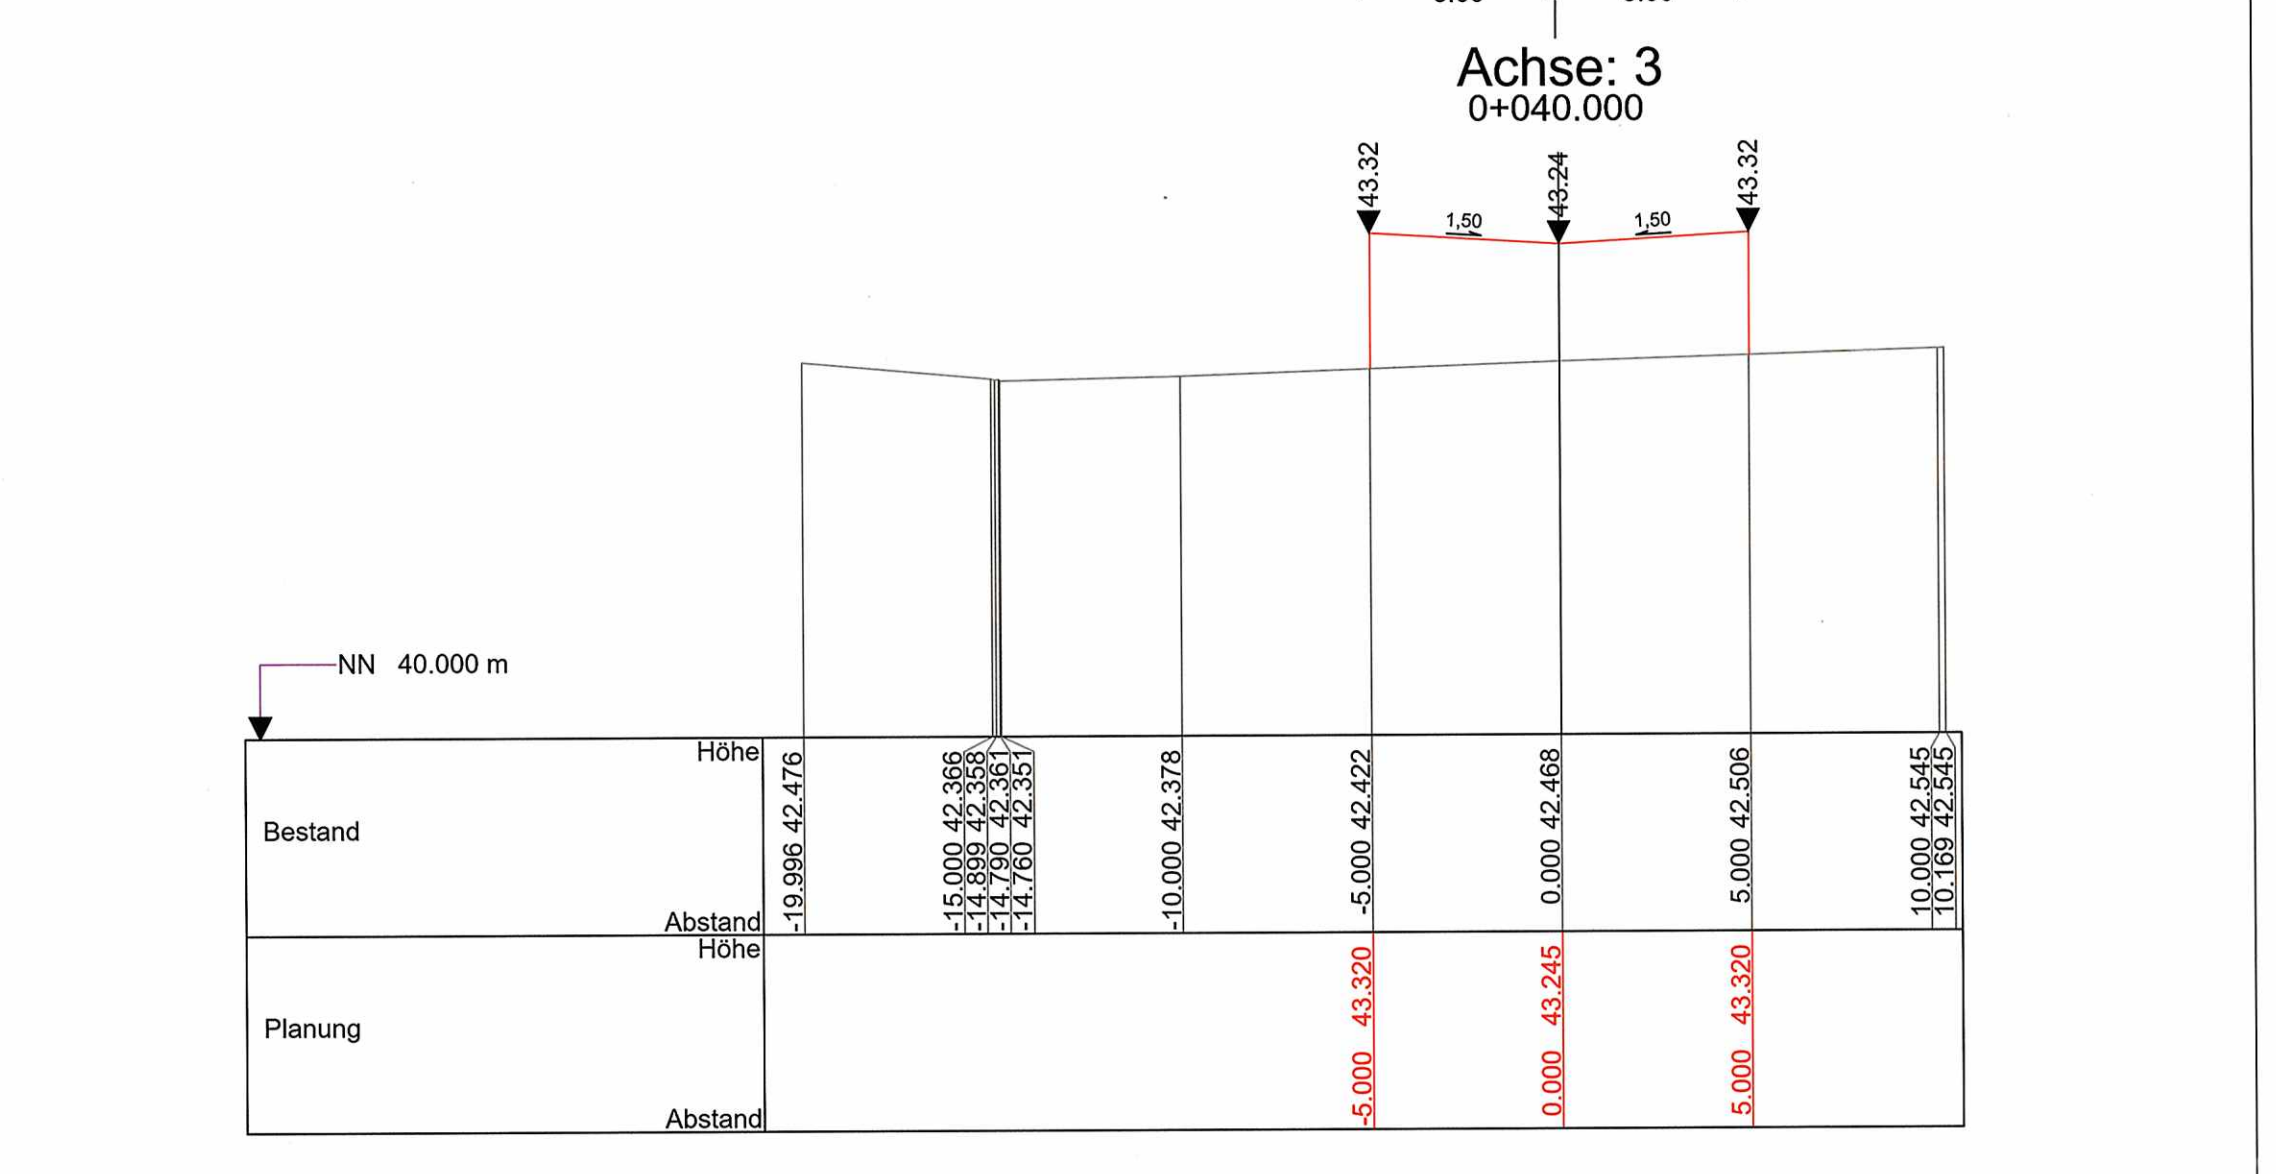 Achse: 3
0+040.000
43.32
43.24
43.32
1,50
1,50
NN 40.000 m
Höhe
Bestand
Abstand
-19.996 42.476
-15.000 42.366
-14.899 42.358
-14.790 42.361
-14.760 42.351
-10.000 42.378
-5.000 42.422
0.000 42.468
5.000 42.506
10.000 42.545
10.169 42.545
Höhe
Planung
Abstand
-5.000 43.320
0.000 43.245
5.000 43.320